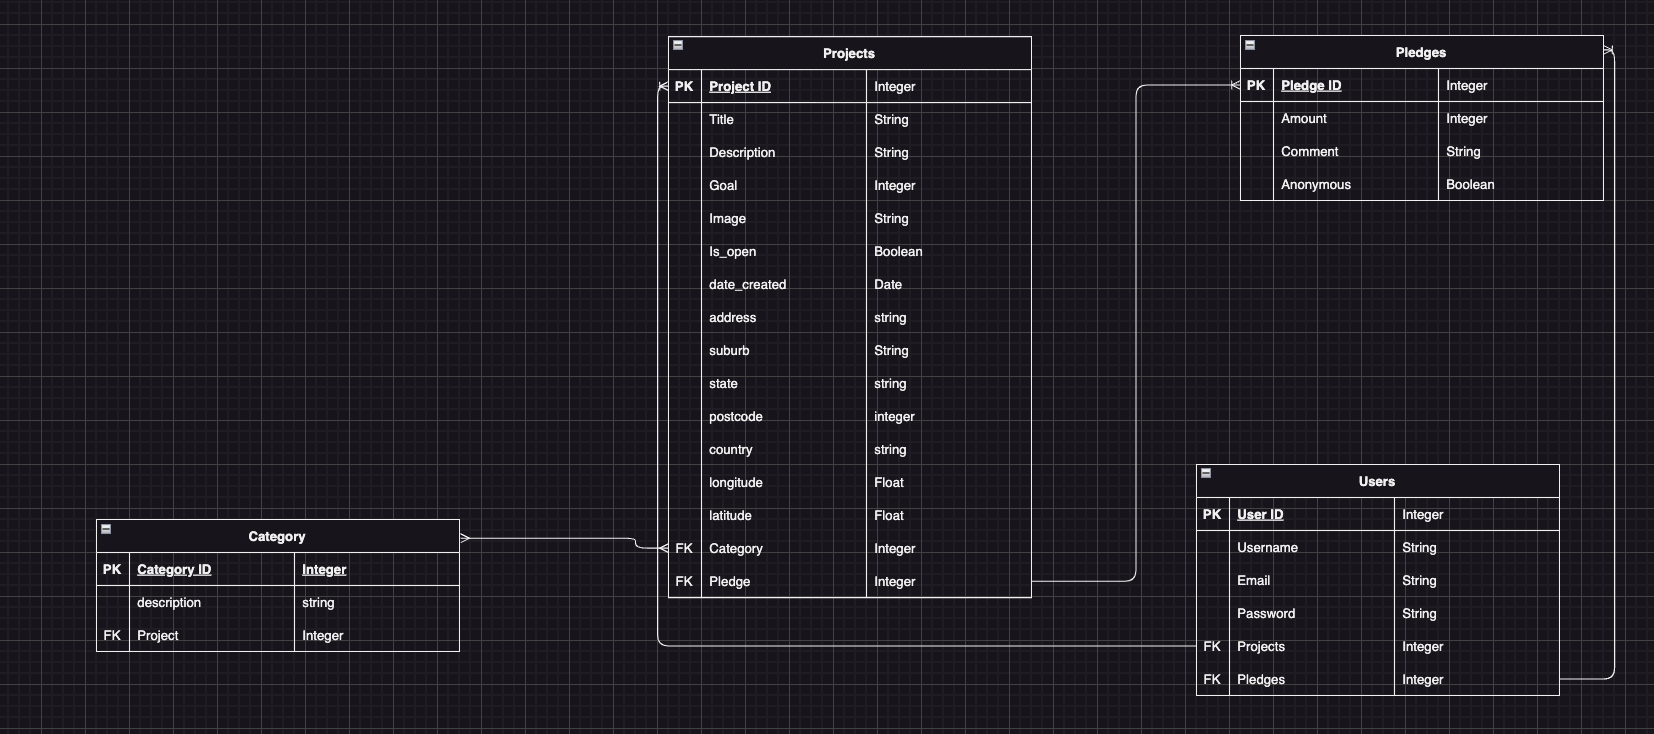 Projects
PK Project ID Integer
Title String
Description String
Goal Integer
Image String
Is_open Boolean
date_created Date
address string
suburb String
state string
postcode integer
country string
longitude Float
latitude Float
FK Category Integer
FK Pledge Integer
Pledges
PK Pledge ID Integer
Amount Integer
Comment String
Anonymous Boolean
Category
PK Category ID Integer
description string
FK Project Integer
Users
PK User ID Integer
Username String
Email String
Password String
FK Projects Integer
FK Pledges Integer